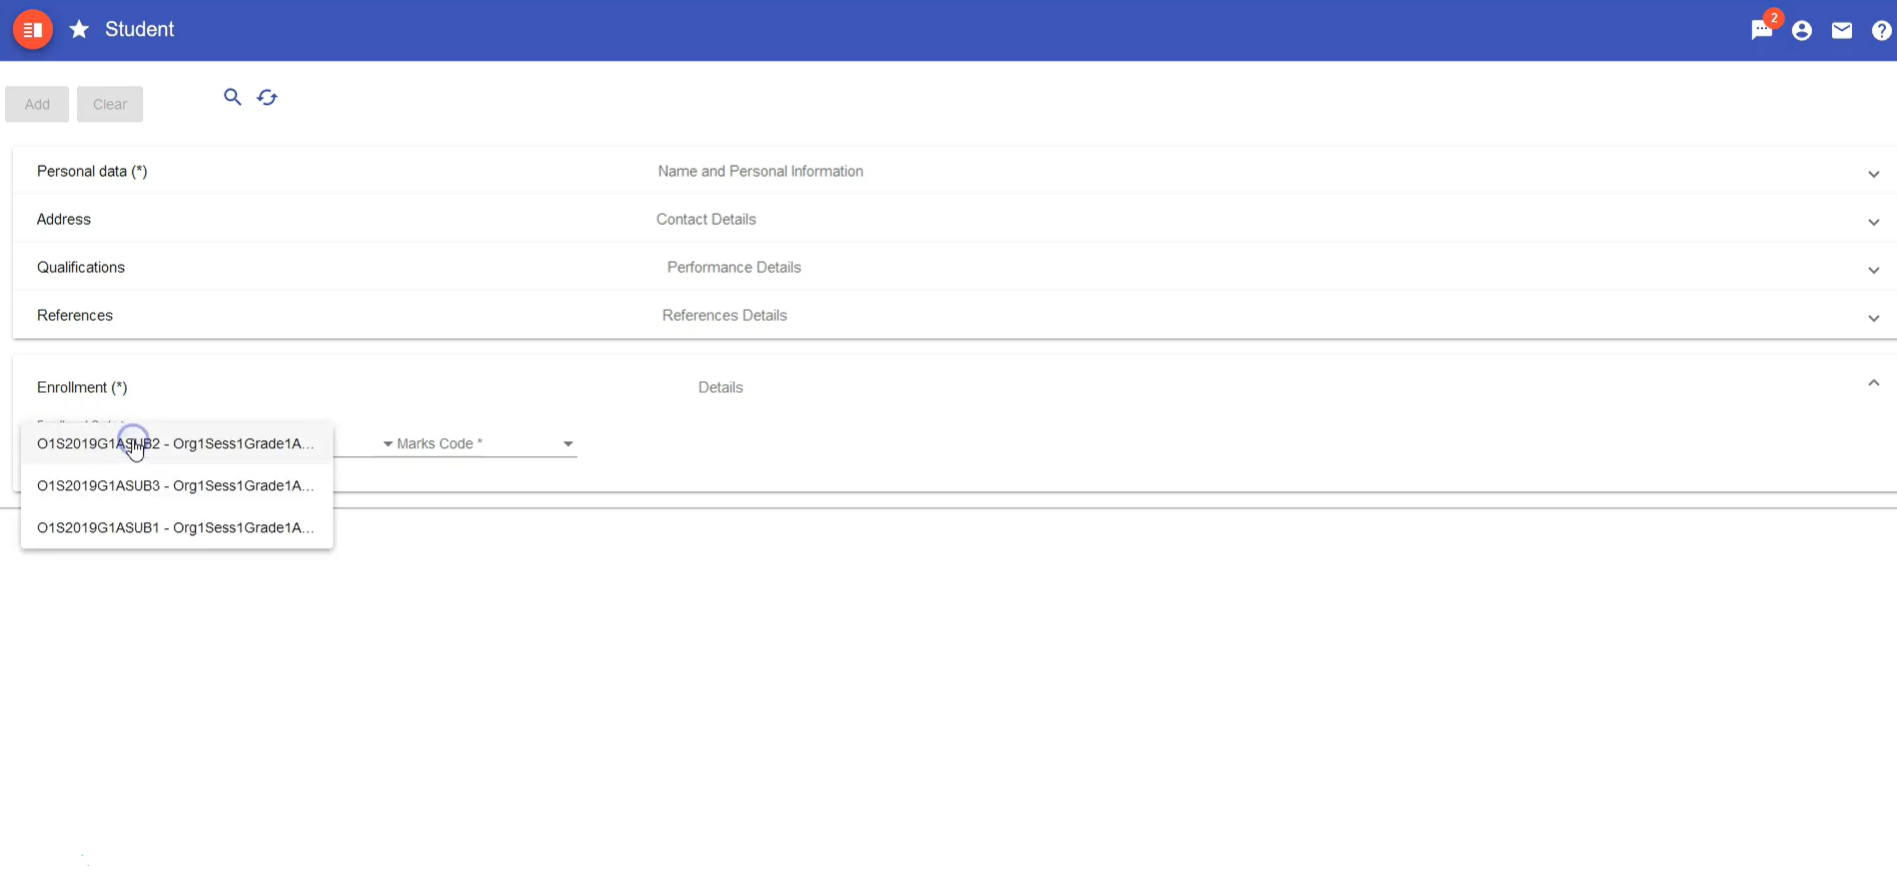 Student
2
Add Clear
Personal data (*) Name and Personal Information
Address Contact Details
Qualifications Performance Details
References References Details
Enrollment (*) Details
O1S2019G1ASUB2 - Org1Sess1Grade1A... Marks Code *
O1S2019G1ASUB3 - Org1Sess1Grade1A...
O1S2019G1ASUB1 - Org1Sess1Grade1A...